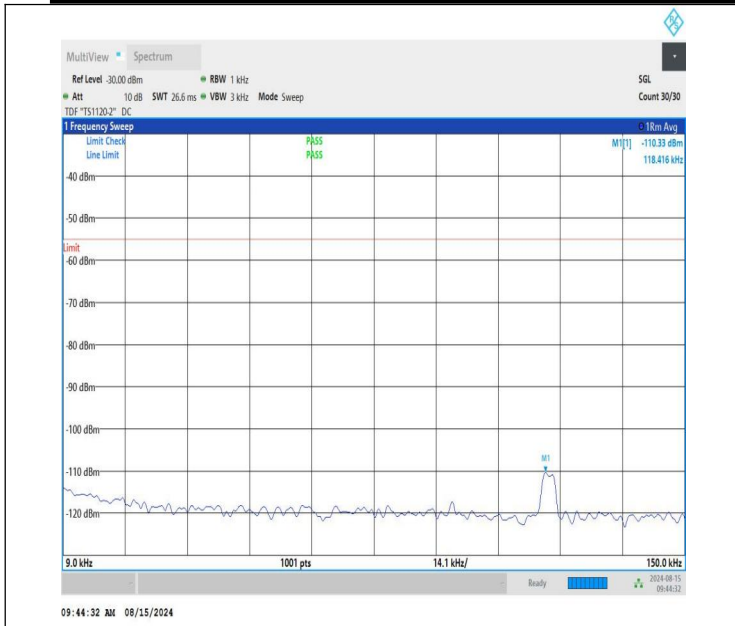 R S
MultiView Spectrum
Ref Level -30.00 dBm RBW 1 kHz SGL
Att 10 dB SWT 26.6 ms VBW 3 kHz Mode Sweep Count 30/30
TDF "TS1120-2" DC
1 Frequency Sweep 1Rm Avg
Limit Check PASS M1[1] -110.33 dBm
Line Limit PASS 118.416 kHz
-40 dBm
-50 dBm
Limit
-60 dBm
-70 dBm
-80 dBm
-90 dBm
-100 dBm
M1
-110 dBm
-120 dBm
9.0 kHz 1001 pts 14.1 kHz/ 150.0 kHz
Ready 2024-08-15
09:44:32
09:44:32 AM 08/15/2024